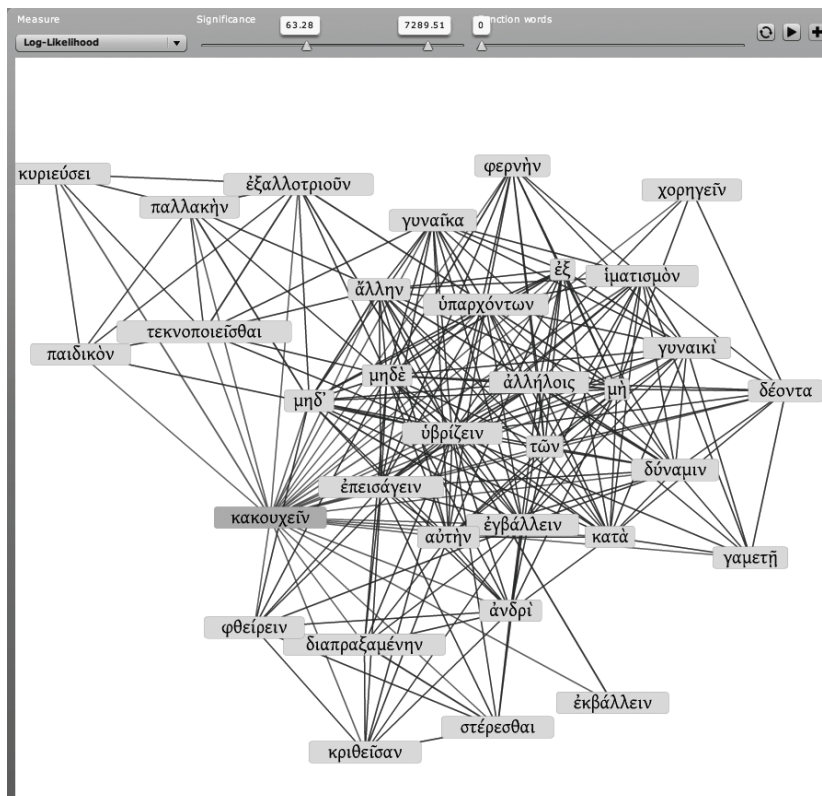 Measure
Significance
Function words
63.28
7289.51
0
Log-Likelihood
φερνὴν
κυριεύσει
ἐξαλλοτριοῦν
χορηγεῖν
παλλακὴν
γυναῖκα
ἐξ
ἱματισμὸν
ἄλλην
ὑπαρχόντων
τεκνοποιεῖσθαι
γυναικὶ
παιδικὸν
μηδὲ
ἀλλήλοις
μὴ
δέοντα
μηδ’
ὑβρίζειν
τῶν
δύναμιν
ἐπεισάγειν
κακουχεῖν
ἐγβάλλειν
αὐτὴν
κατὰ
γαμετῇ
ἀνδρὶ
φθείρειν
διαπραξαμένην
ἐκβάλλειν
στέρεσθαι
κριθεῖσαν